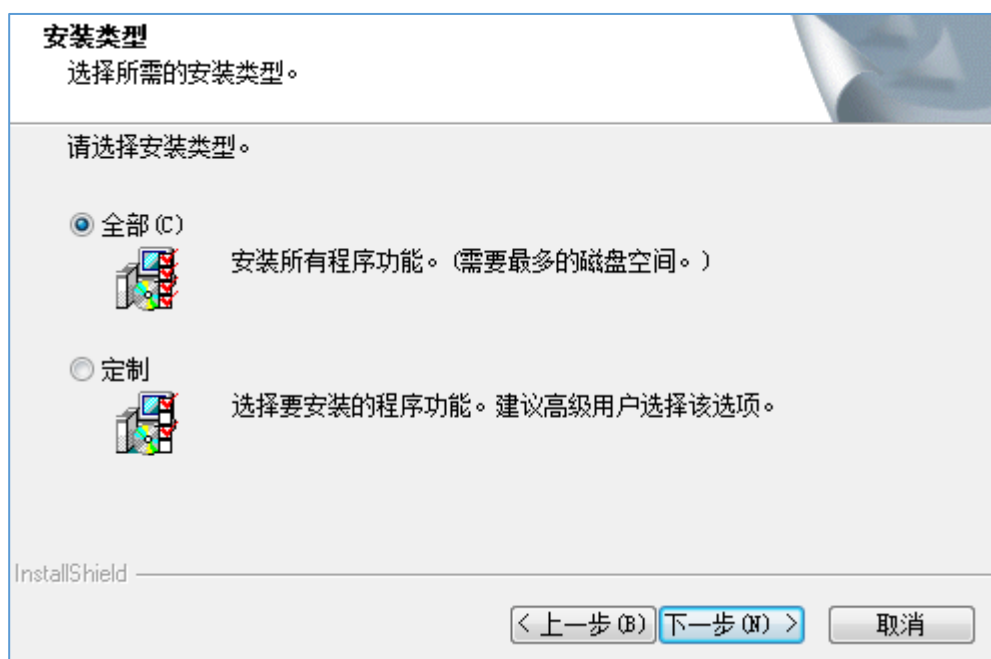 安装类型
选择所需的安装类型。
请选择安装类型。
全部(C)
安装所有程序功能。(需要最多的磁盘空间。)
定制
选择要安装的程序功能。建议高级用户选择该选项。
InstallShield
< 上一步(B) 下一步(N) > 取消